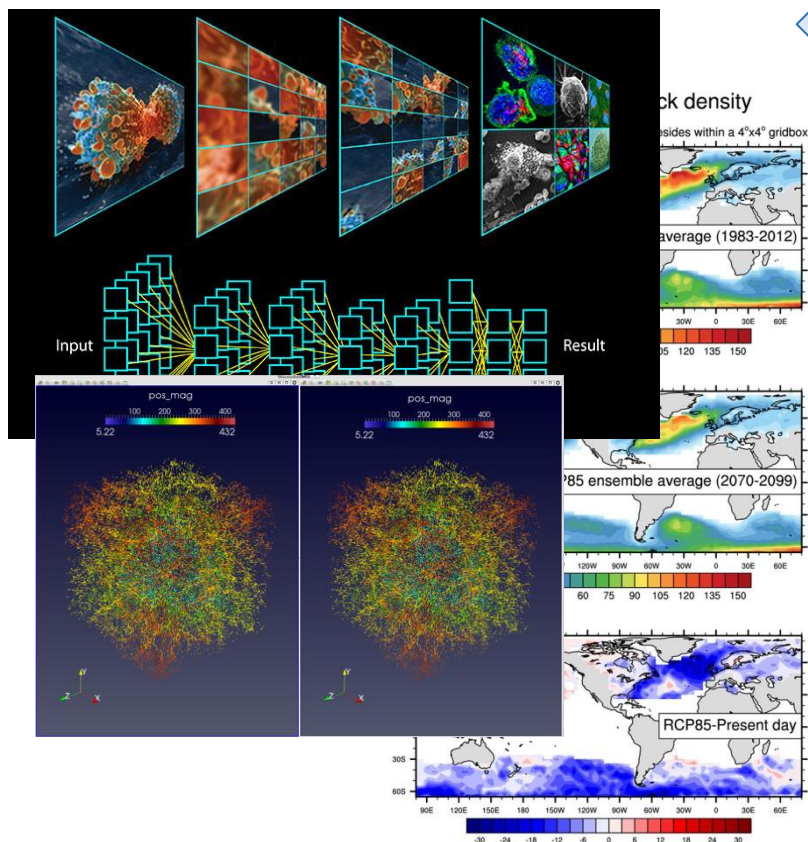 Input
Result
pos_mag
100 200 300 400
5.22 432
pos_mag
100 200 300 400
5.22 432
ck density
esides within a 4°x4° gridbox
average (1983-2012)
30W 0 30E 60E
05 120 135 150
P85 ensemble average (2070-2099)
120W 90W 60W 30W 0 30E 60E
60 75 90 105 120 135 150
RCP85-Present day
30S
60S
90E 120E 150E 180 150W 120W 90W 60W 30W 0 30E 60E
-30 -24 -18 -12 -6 0 6 12 18 24 30
Y
Z X
Y
Z X